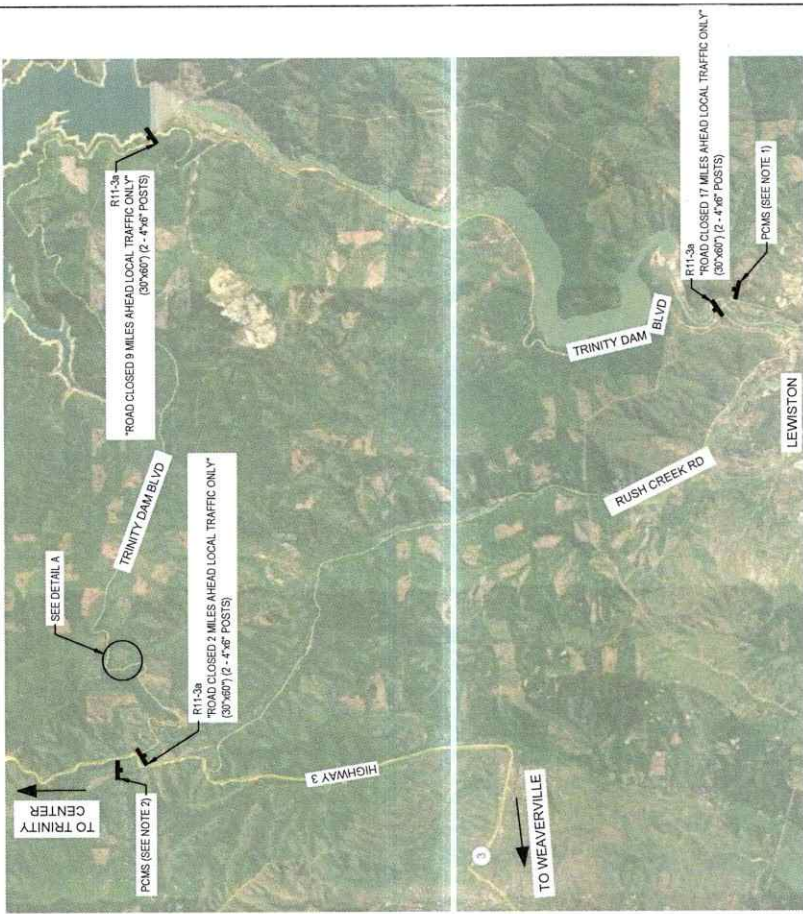 R11-3a
"ROAD CLOSED 9 MILES AHEAD LOCAL TRAFFIC ONLY"
(30"x60") (2 - 4"x6" POSTS)
SEE DETAIL A
TRINITY DAM BLVD
R11-3a
"ROAD CLOSED 2 MILES AHEAD LOCAL TRAFFIC ONLY"
(30"x60") (2 - 4"x6" POSTS)
TO TRINITY
CENTER
PCMS (SEE NOTE 2)
HIGHWAY 3
3
TO WEAVERVILLE
R11-3a
"ROAD CLOSED 17 MILES AHEAD LOCAL TRAFFIC ONLY"
(30"x60") (2 - 4"x6" POSTS)
PCMS (SEE NOTE 1)
TRINITY DAM
BLVD
RUSH CREEK RD
LEWISTON